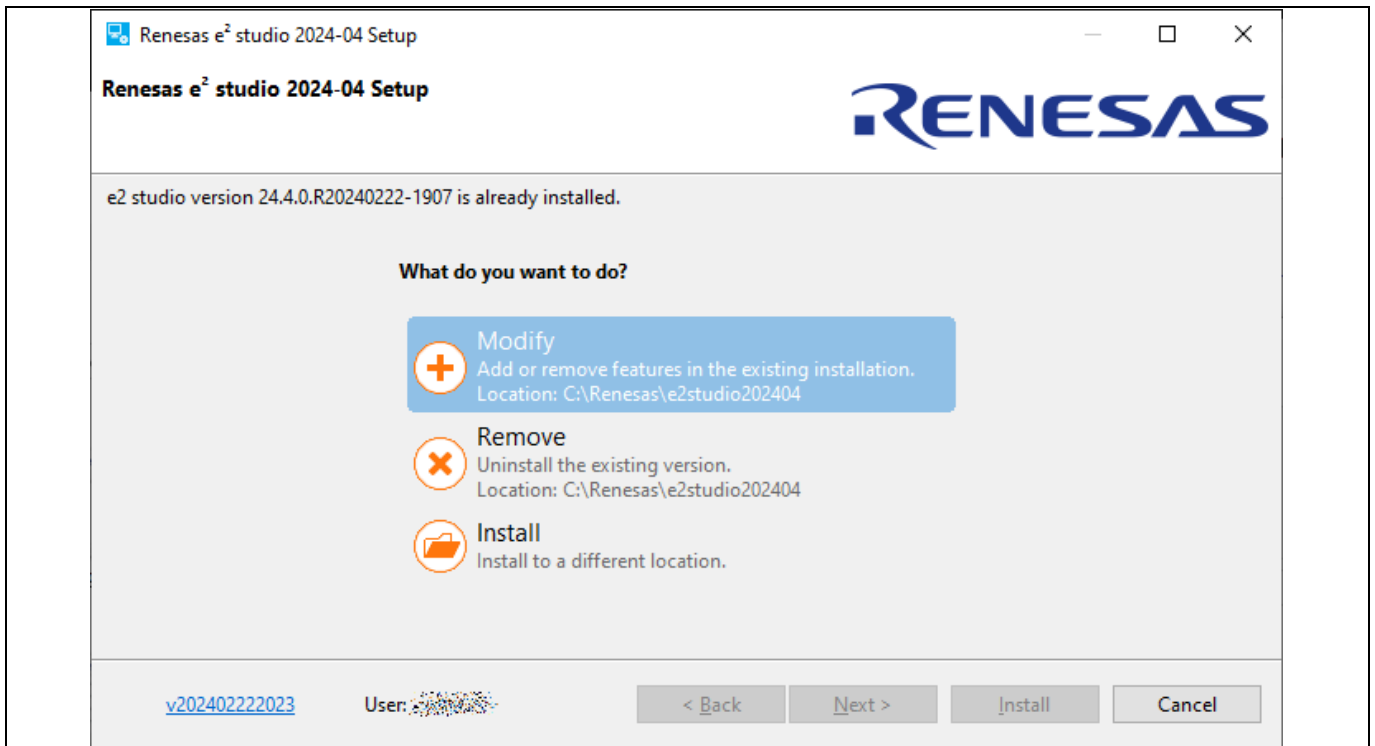 Renesas e² studio 2024-04 Setup
Renesas e² studio 2024-04 Setup
RENESAS
e2 studio version 24.4.0.R20240222-1907 is already installed.
What do you want to do?
Modify
Add or remove features in the existing installation.
Location: C:\Renesas\e2studio202404
Remove
Uninstall the existing version.
Location: C:\Renesas\e2studio202404
Install
Install to a different location.
v202402222023 User: < Back Next > Install Cancel